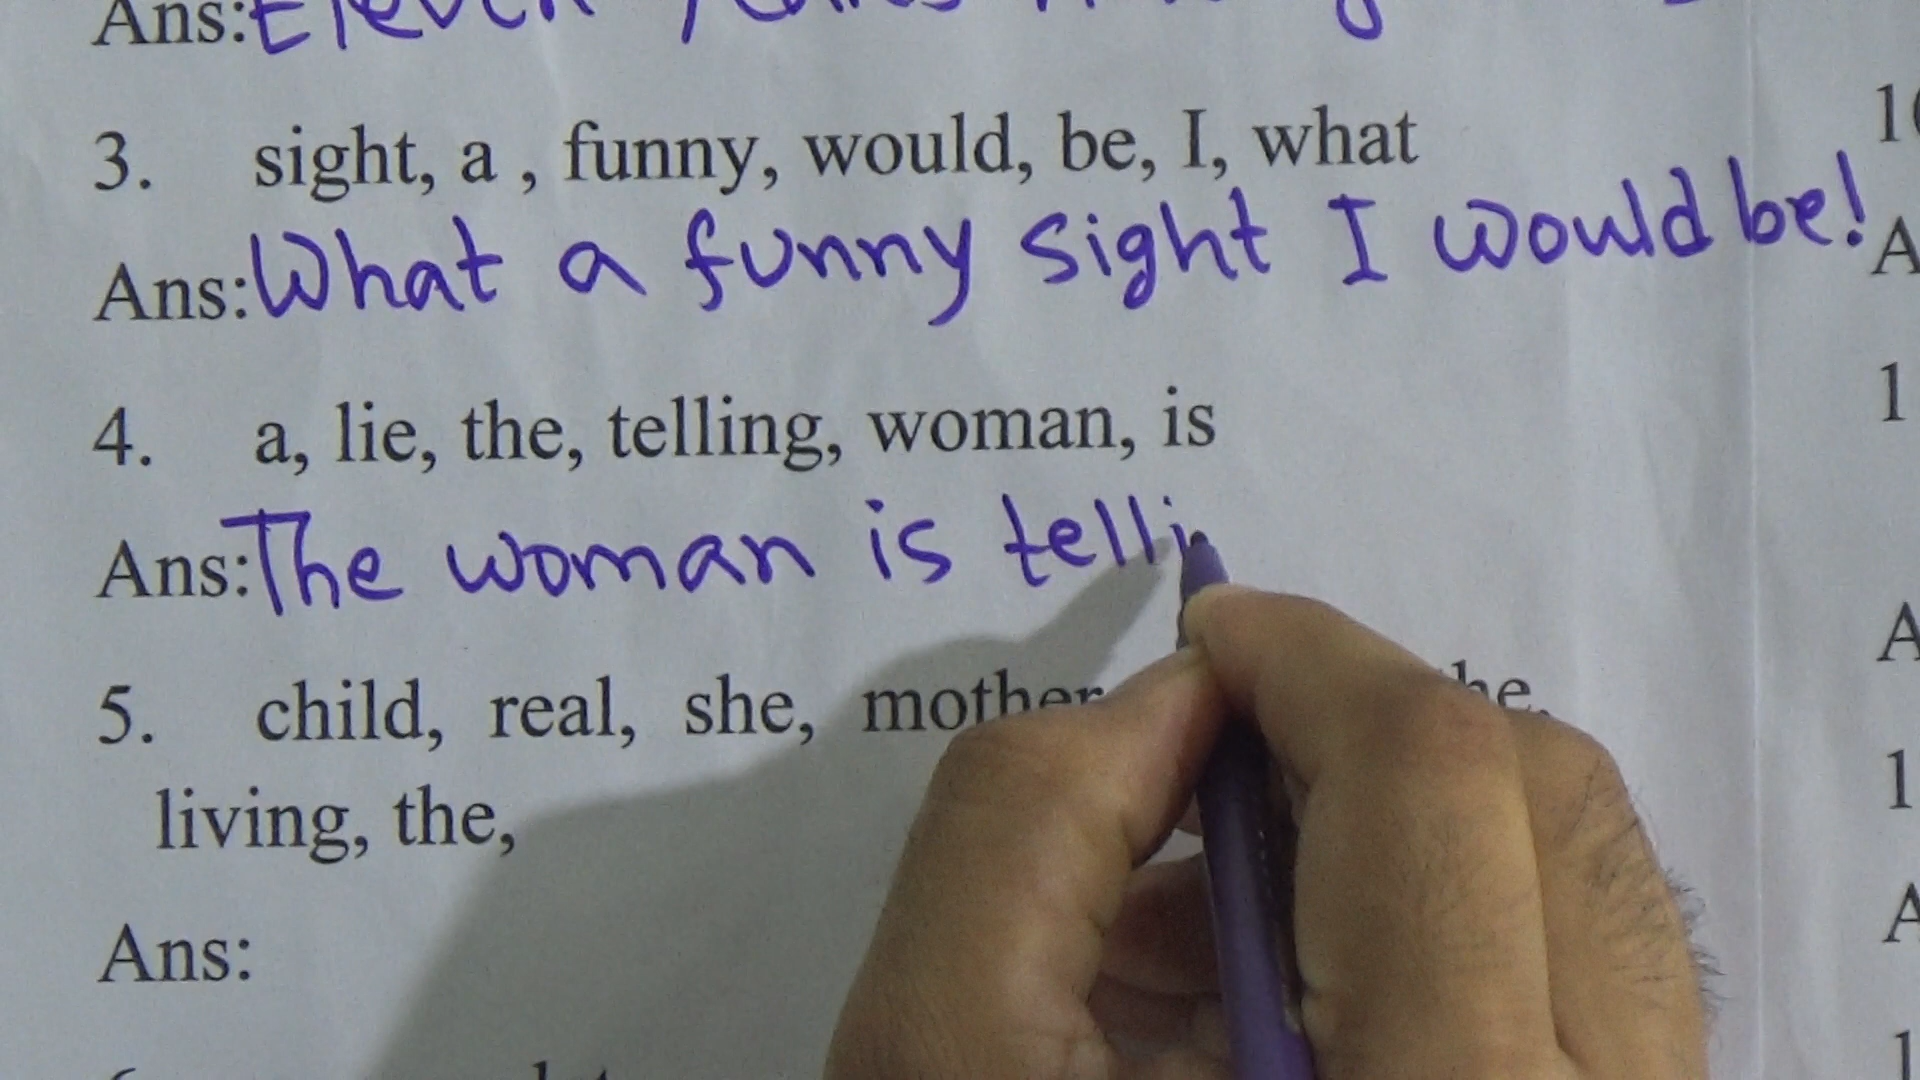 Ans: Eleven
3. sight, a , funny, would, be, I, what
Ans: What a funny sight I would be!
4. a, lie, the, telling, woman, is
Ans: The woman is telli
5. child, real, she, mother
living, the,
Ans: